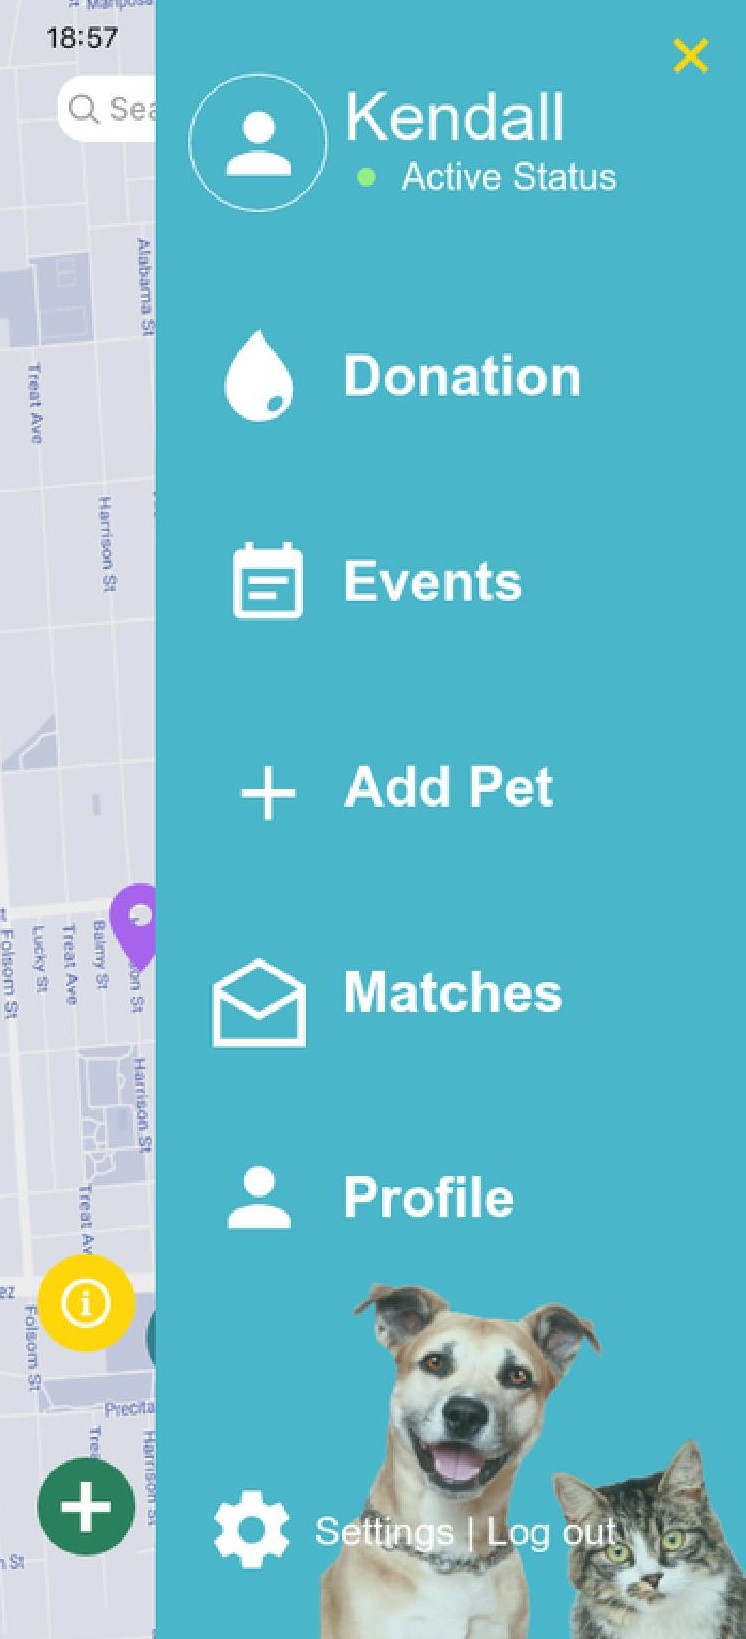 Mariposa
18:57
Sea
Kendall
Active Status
Alabama St
Donation
Treat Ave
Harrison St
Events
Add Pet
Folsom St
Lucky St
Treat Ave
Balmy St
son St
Matches
Harrison St
Treat Av
Profile
ez
i
Folsom St
Precita
Trea
Harrison St
Settings | Log out
n St